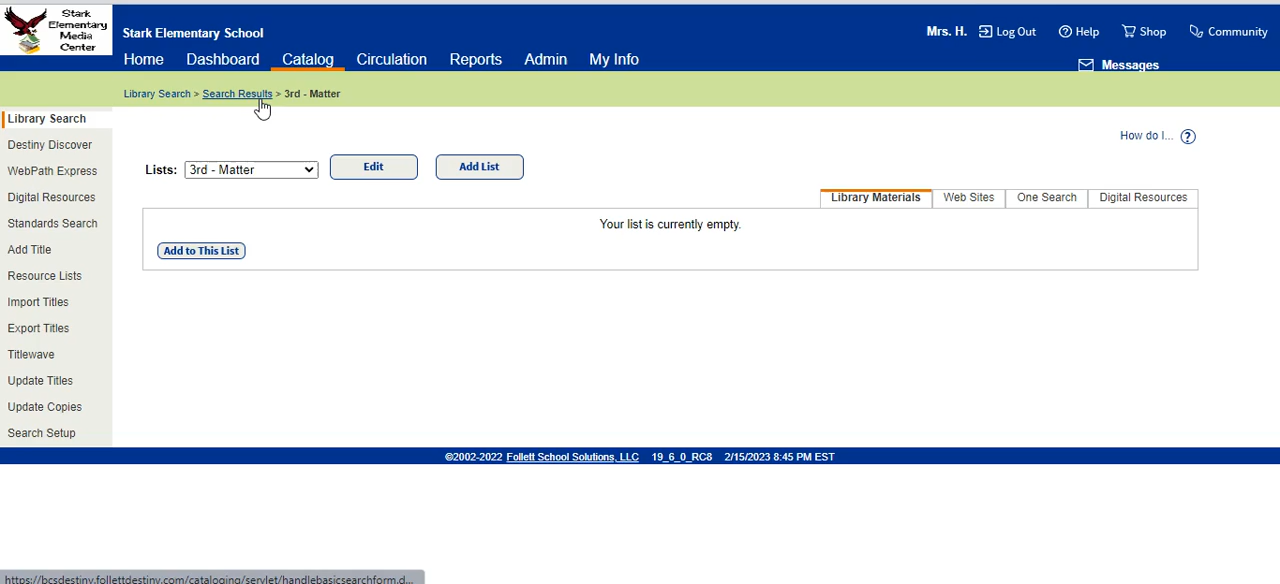 Stark
Elementary
Media
Center
Stark Elementary School
Mrs. H. Log Out Help Shop Community
Home Dashboard Catalog Circulation Reports Admin My Info
Messages
Library Search > Search Results > 3rd - Matter
Library Search
Destiny Discover
WebPath Express
Digital Resources
Standards Search
Add Title
Resource Lists
Import Titles
Export Titles
Titlewave
Update Titles
Update Copies
Search Setup
How do I... ?
Lists: 3rd - Matter Edit Add List
Library Materials Web Sites One Search Digital Resources
Your list is currently empty.
Add to This List
©2002-2022 Follett School Solutions, LLC 19_6_0_RC8 2/15/2023 8:45 PM EST
https://bcsdestiny.follettdestiny.com/cataloging/servlet/handlebasicsearchform.d...